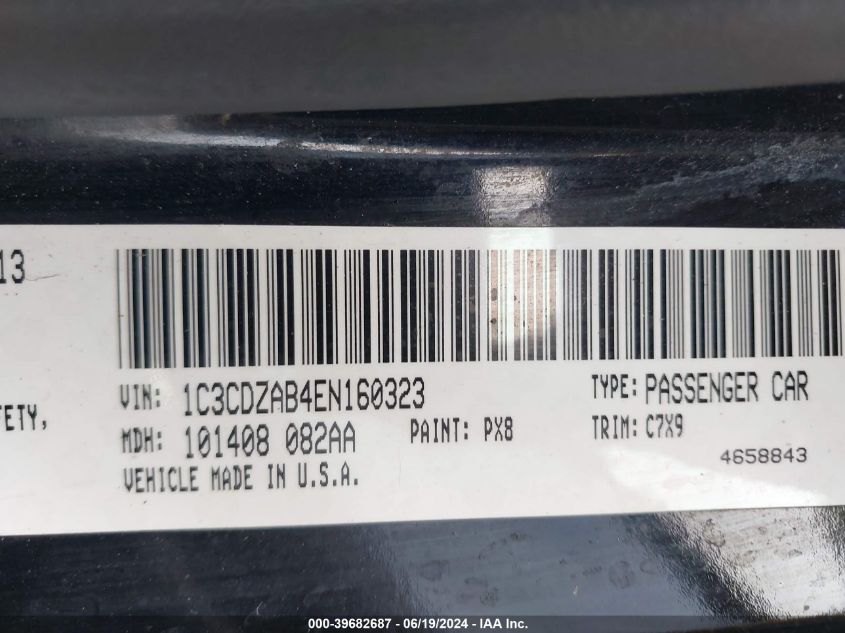 13
VIN: 1C3CDZAB4EN160323 TYPE: PASSENGER CAR
FETY,
MDH: 101408 082AA PAINT: PX8 TRIM: C7X9
4658843
VEHICLE MADE IN U.S.A.
000-39682687 - 06/19/2024 - IAA Inc.